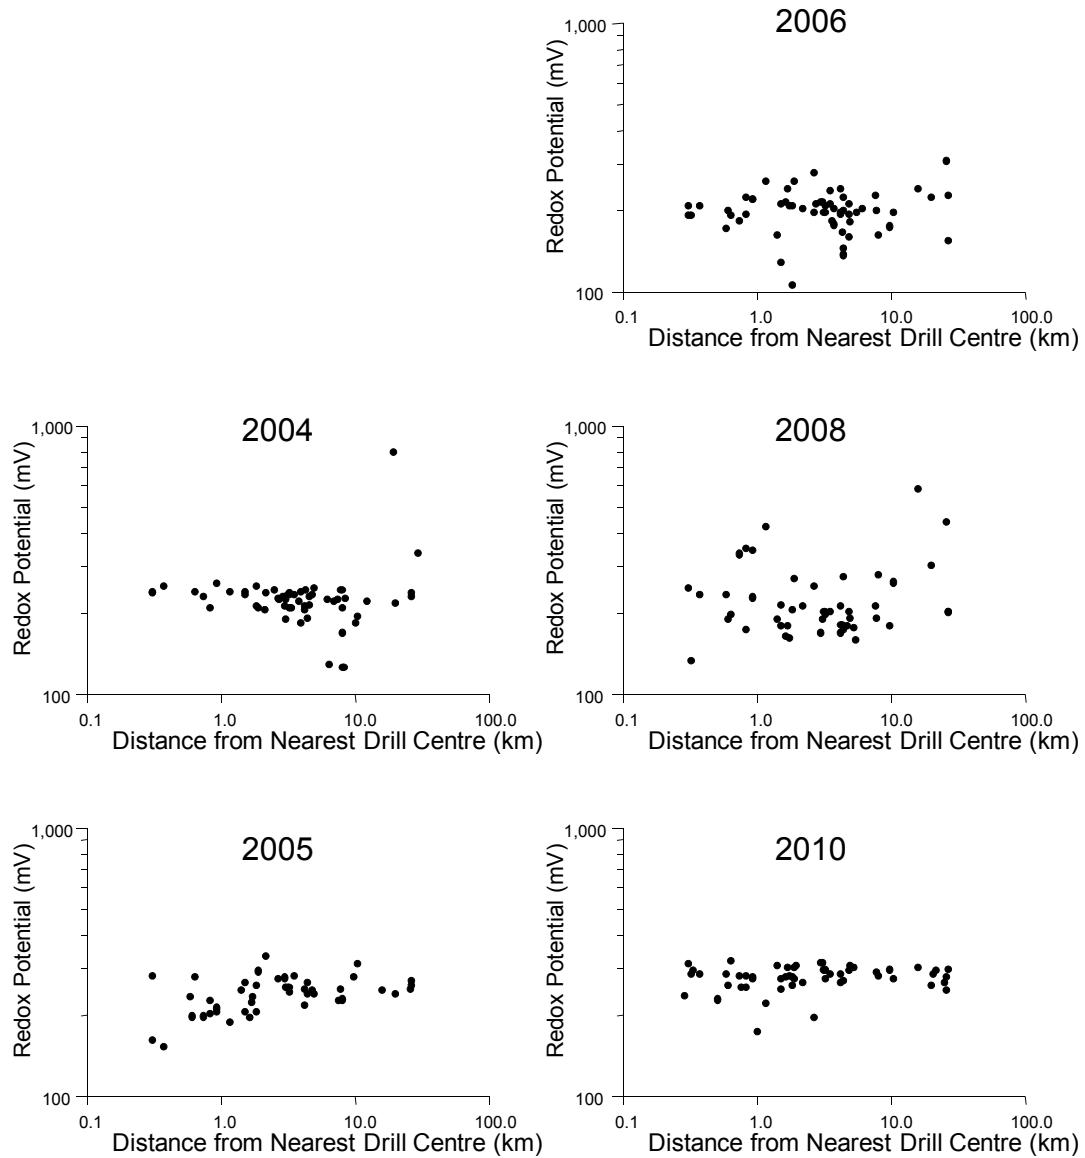 2006
1,000
Redox Potential (mV)
100
0.1 1.0 10.0 100.0
Distance from Nearest Drill Centre (km)
2004
1,000
Redox Potential (mV)
100
0.1 1.0 10.0 100.0
Distance from Nearest Drill Centre (km)
2008
1,000
Redox Potential (mV)
100
0.1 1.0 10.0 100.0
Distance from Nearest Drill Centre (km)
2005
1,000
Redox Potential (mV)
100
0.1 1.0 10.0 100.0
Distance from Nearest Drill Centre (km)
2010
1,000
Redox Potential (mV)
100
0.1 1.0 10.0 100.0
Distance from Nearest Drill Centre (km)